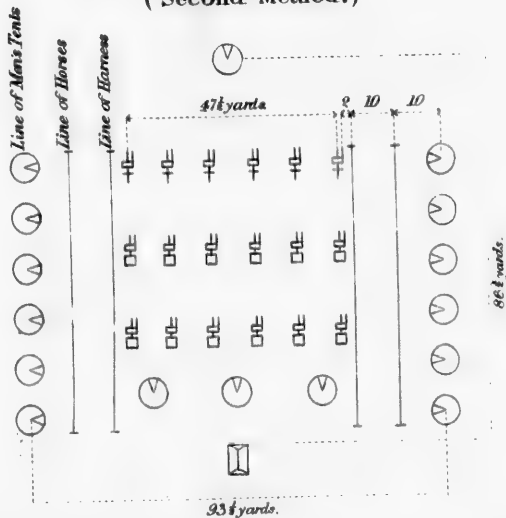 (Second Method.)
Line of Men's Tents
Line of Horses
Line of Harness
47½ yards.
2 10 10
86½ yards.
93½ yards.